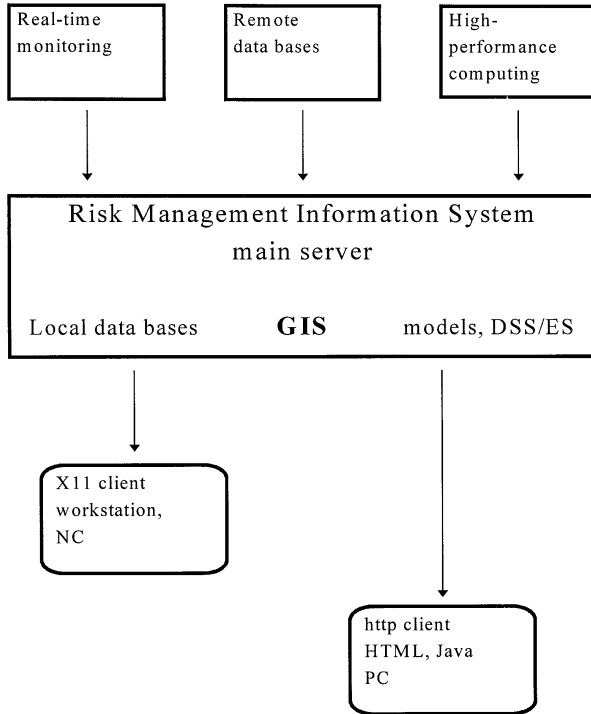 Real-time
monitoring
Remote
data bases
High-
performance
computing
Risk Management Information System
main server
Local data bases GIS models, DSS/ES
X11 client
workstation,
NC
http client
HTML, Java
PC